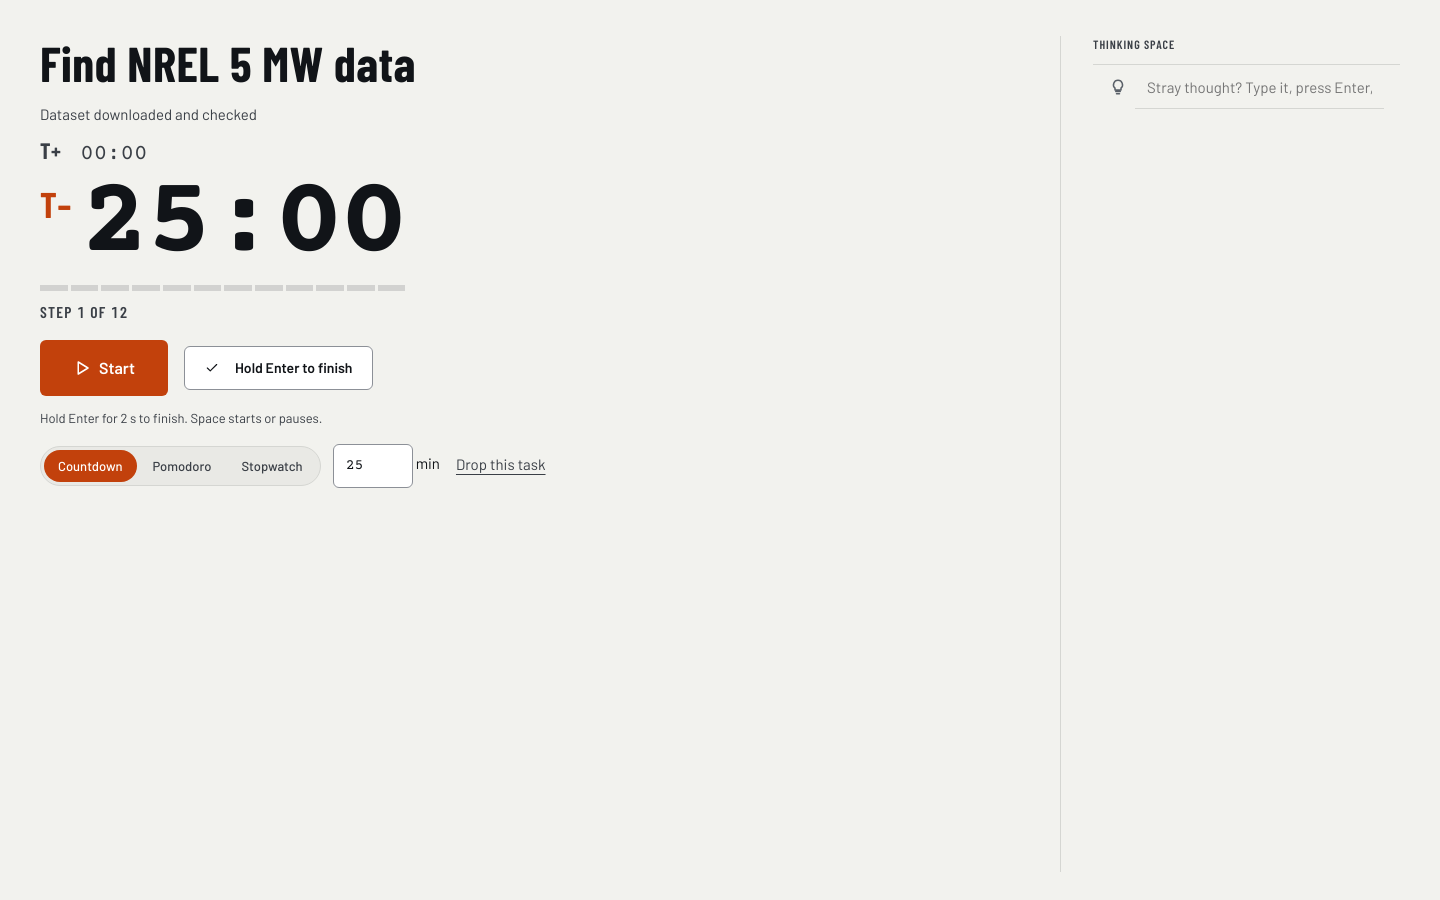 Find NREL 5 MW data
Dataset downloaded and checked
T+ 00:00
T- 25:00
STEP 1 OF 12
Start
Hold Enter to finish
Hold Enter for 2 s to finish. Space starts or pauses.
Countdown Pomodoro Stopwatch 25 min Drop this task
THINKING SPACE
Stray thought? Type it, press Enter,